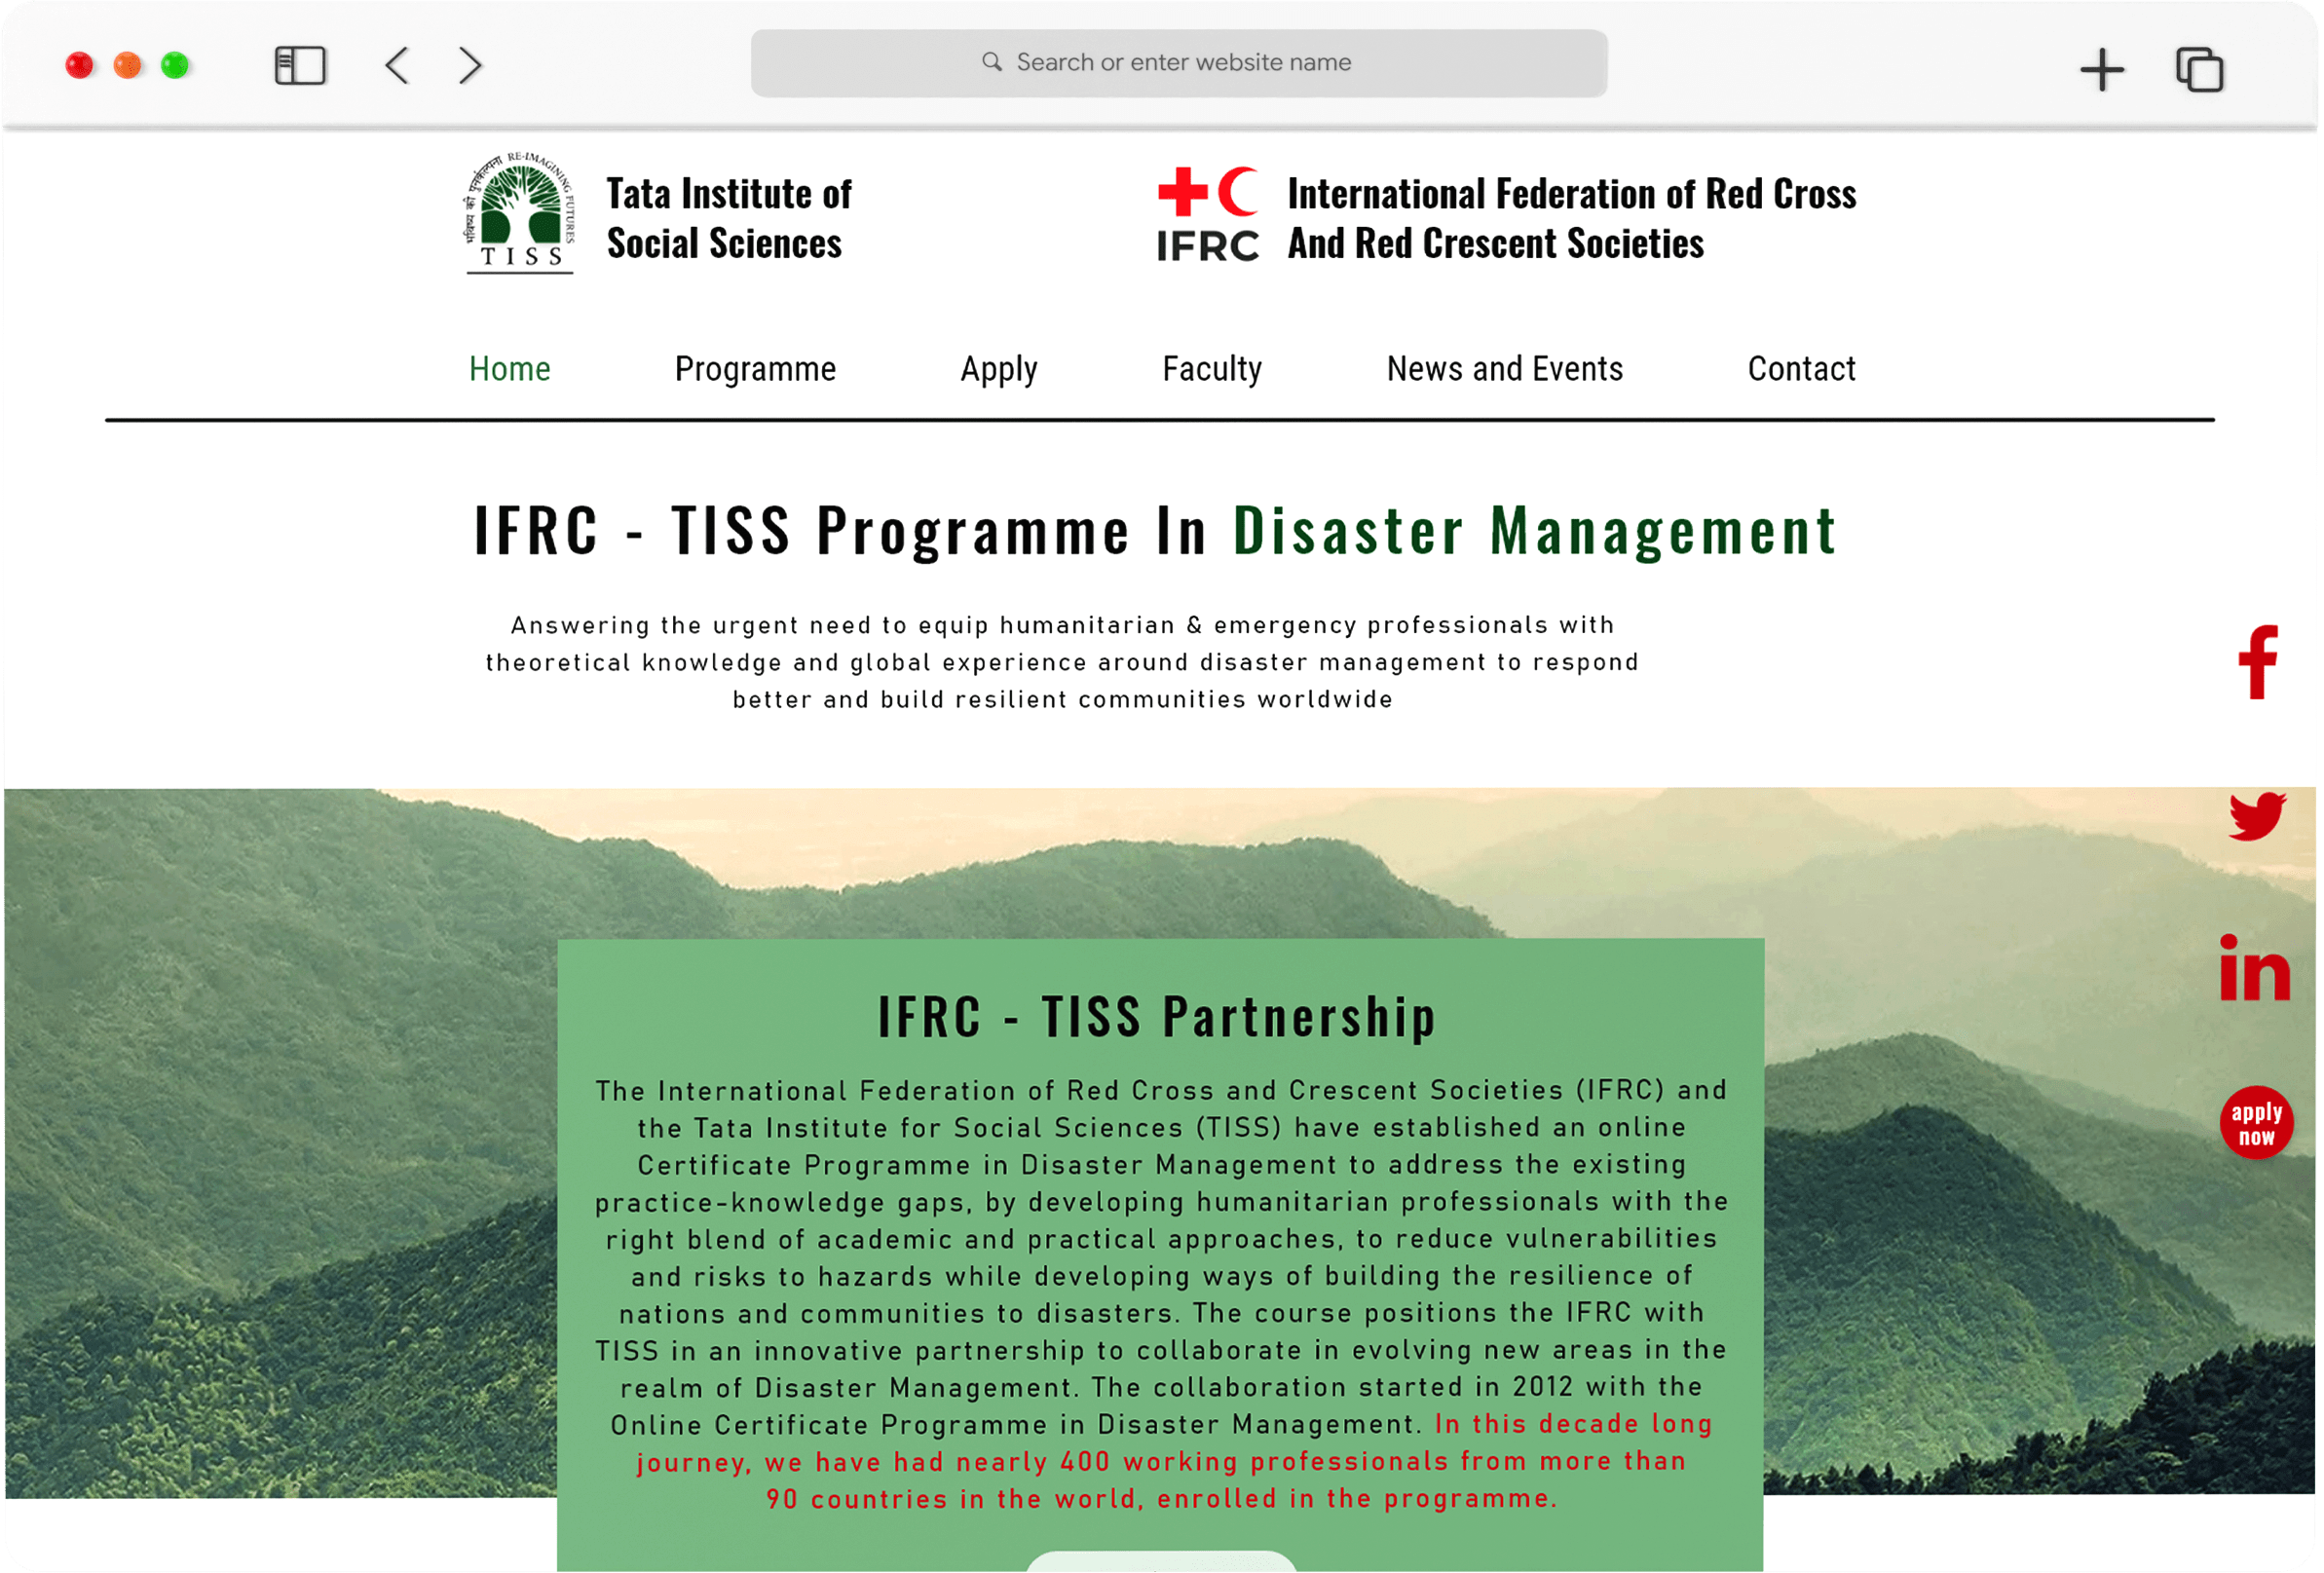 Search or enter website name
भविष्य की पुनर्कल्पना RE-IMAGINING FUTURES
TISS
Tata Institute of
Social Sciences
IFRC
International Federation of Red Cross
And Red Crescent Societies
Home Programme Apply Faculty News and Events Contact
IFRC - TISS Programme In Disaster Management
Answering the urgent need to equip humanitarian & emergency professionals with
theoretical knowledge and global experience around disaster management to respond
better and build resilient communities worldwide
f
in
apply
now
IFRC - TISS Partnership
The International Federation of Red Cross and Crescent Societies (IFRC) and
the Tata Institute for Social Sciences (TISS) have established an online
Certificate Programme in Disaster Management to address the existing
practice-knowledge gaps, by developing humanitarian professionals with the
right blend of academic and practical approaches, to reduce vulnerabilities
and risks to hazards while developing ways of building the resilience of
nations and communities to disasters. The course positions the IFRC with
TISS in an innovative partnership to collaborate in evolving new areas in the
realm of Disaster Management. The collaboration started in 2012 with the
Online Certificate Programme in Disaster Management. In this decade long
journey, we have had nearly 400 working professionals from more than
90 countries in the world, enrolled in the programme.